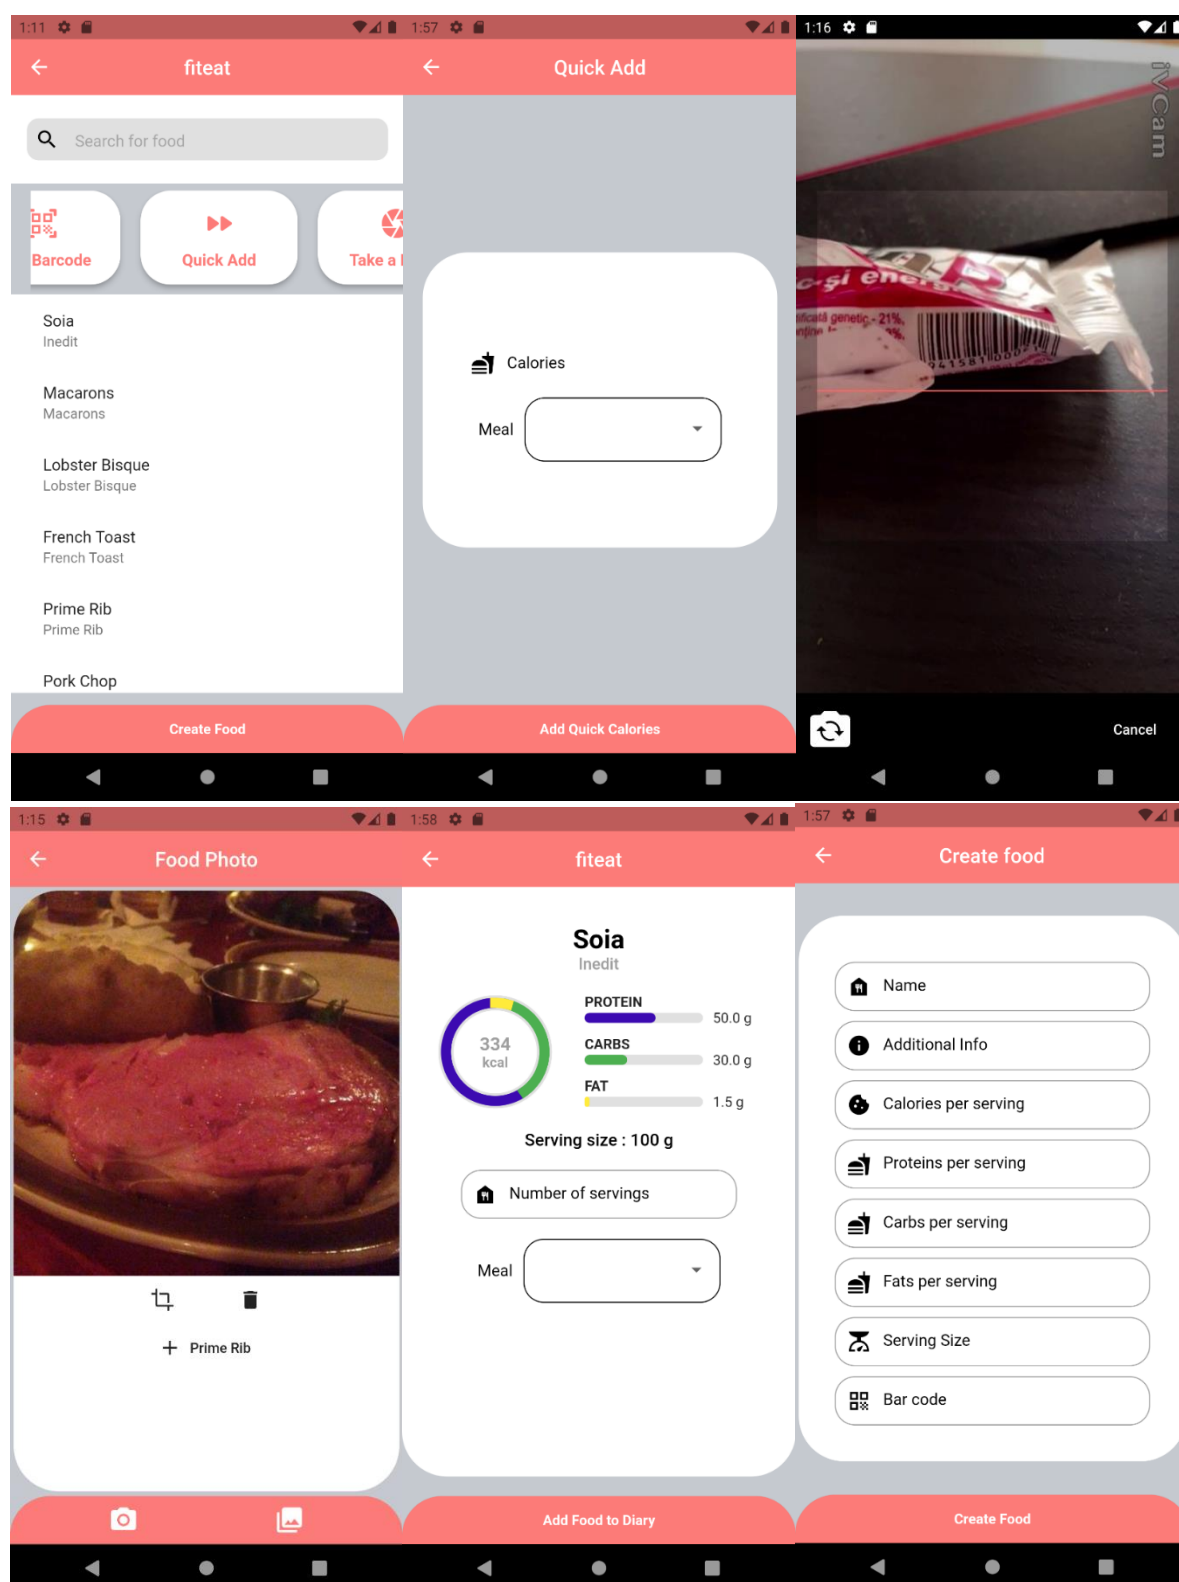 1:11
fiteat
Search for food
Barcode
Quick Add
Take a
Soia
Inedit
Macarons
Macarons
Lobster Bisque
Lobster Bisque
French Toast
French Toast
Prime Rib
Prime Rib
Pork Chop
Create Food
1:57
Quick Add
Calories
Meal
Add Quick Calories
1:16
iVCam
și
genetic - 21%,
Cancel
1:15
Food Photo
Prime Rib
1:58
fiteat
Soia
Inedit
334
kcal
PROTEIN
50.0 g
CARBS
30.0 g
FAT
1.5 g
Serving size : 100 g
Number of servings
Meal
Add Food to Diary
1:57
Create food
Name
Additional Info
Calories per serving
Proteins per serving
Carbs per serving
Fats per serving
Serving Size
Bar code
Create Food